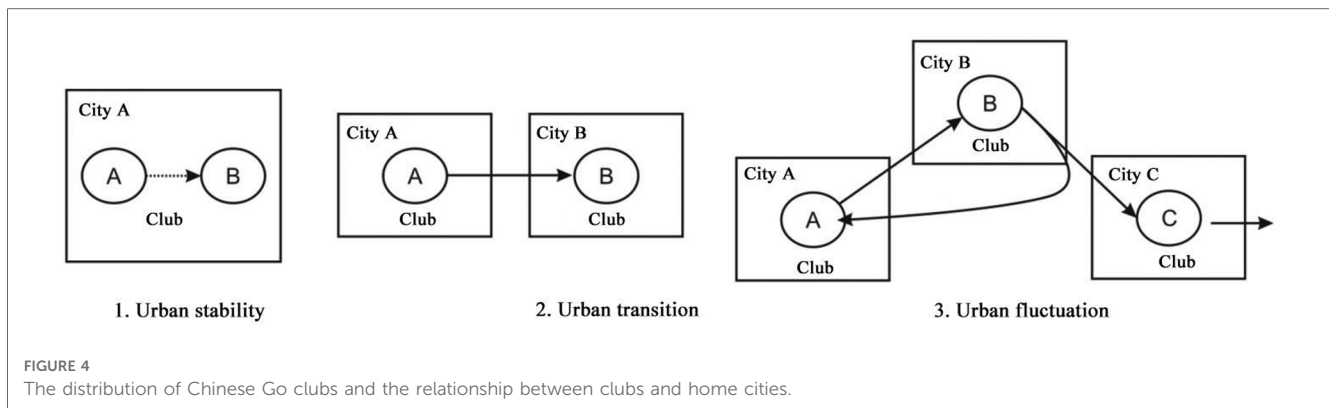 City A
A
B
Club
1. Urban stability
City A
A
Club
City B
B
Club
2. Urban transition
City A
A
Club
City B
B
Club
City C
C
Club
3. Urban fluctuation
FIGURE 4
The distribution of Chinese Go clubs and the relationship between clubs and home cities.